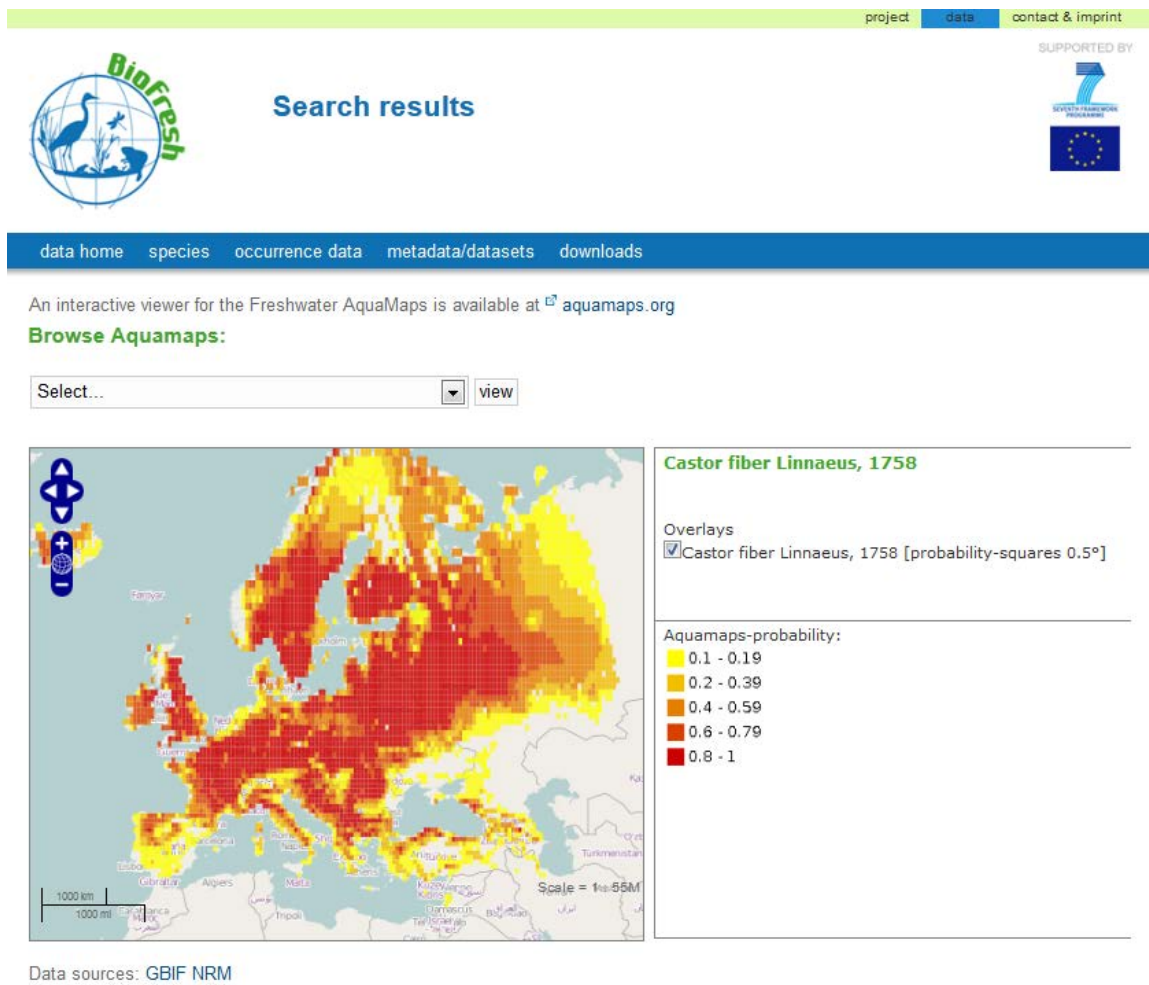 project data contact & imprint
SUPPORTED BY
BioFresh
Search results
SEVENTH FRAMEWORK
PROGRAMME
data home species occurrence data metadata/datasets downloads
An interactive viewer for the Freshwater AquaMaps is available at aquamaps.org
Browse Aquamaps:
Select... view
Castor fiber Linnaeus, 1758
Overlays
Castor fiber Linnaeus, 1758 [probability-squares 0.5°]
Aquamaps-probability:
0.1 - 0.19
0.2 - 0.39
0.4 - 0.59
0.6 - 0.79
0.8 - 1
Føroyar
Gibraltar Algiers Malta
Tripoli
Damascus
Turkmenistan
1000 km
1000 mi
Data sources: GBIF NRM